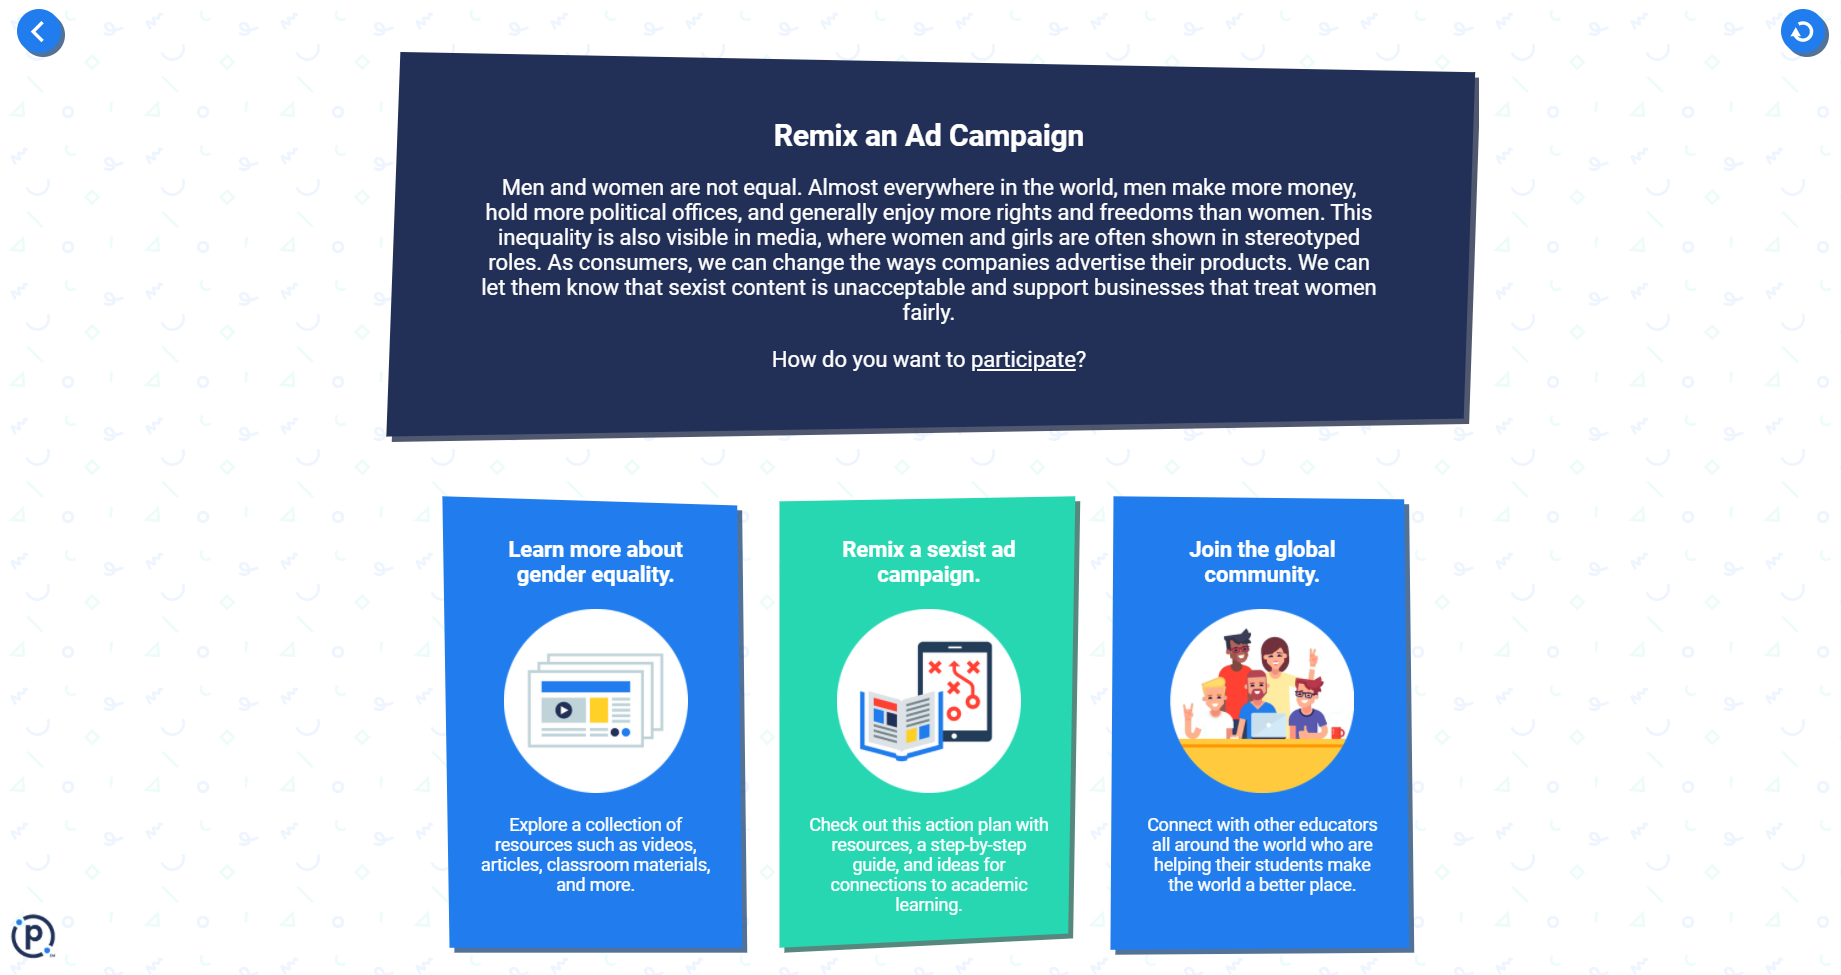 Remix an Ad Campaign
Men and women are not equal. Almost everywhere in the world, men make more money,
hold more political offices, and generally enjoy more rights and freedoms than women. This
inequality is also visible in media, where women and girls are often shown in stereotyped
roles. As consumers, we can change the ways companies advertise their products. We can
let them know that sexist content is unacceptable and support businesses that treat women
fairly.
How do you want to participate?
Learn more about
gender equality.
Explore a collection of
resources such as videos,
articles, classroom materials,
and more.
Remix a sexist ad
campaign.
Check out this action plan with
resources, a step-by-step
guide, and ideas for
connections to academic
learning.
Join the global
community.
Connect with other educators
all around the world who are
helping their students make
the world a better place.
p